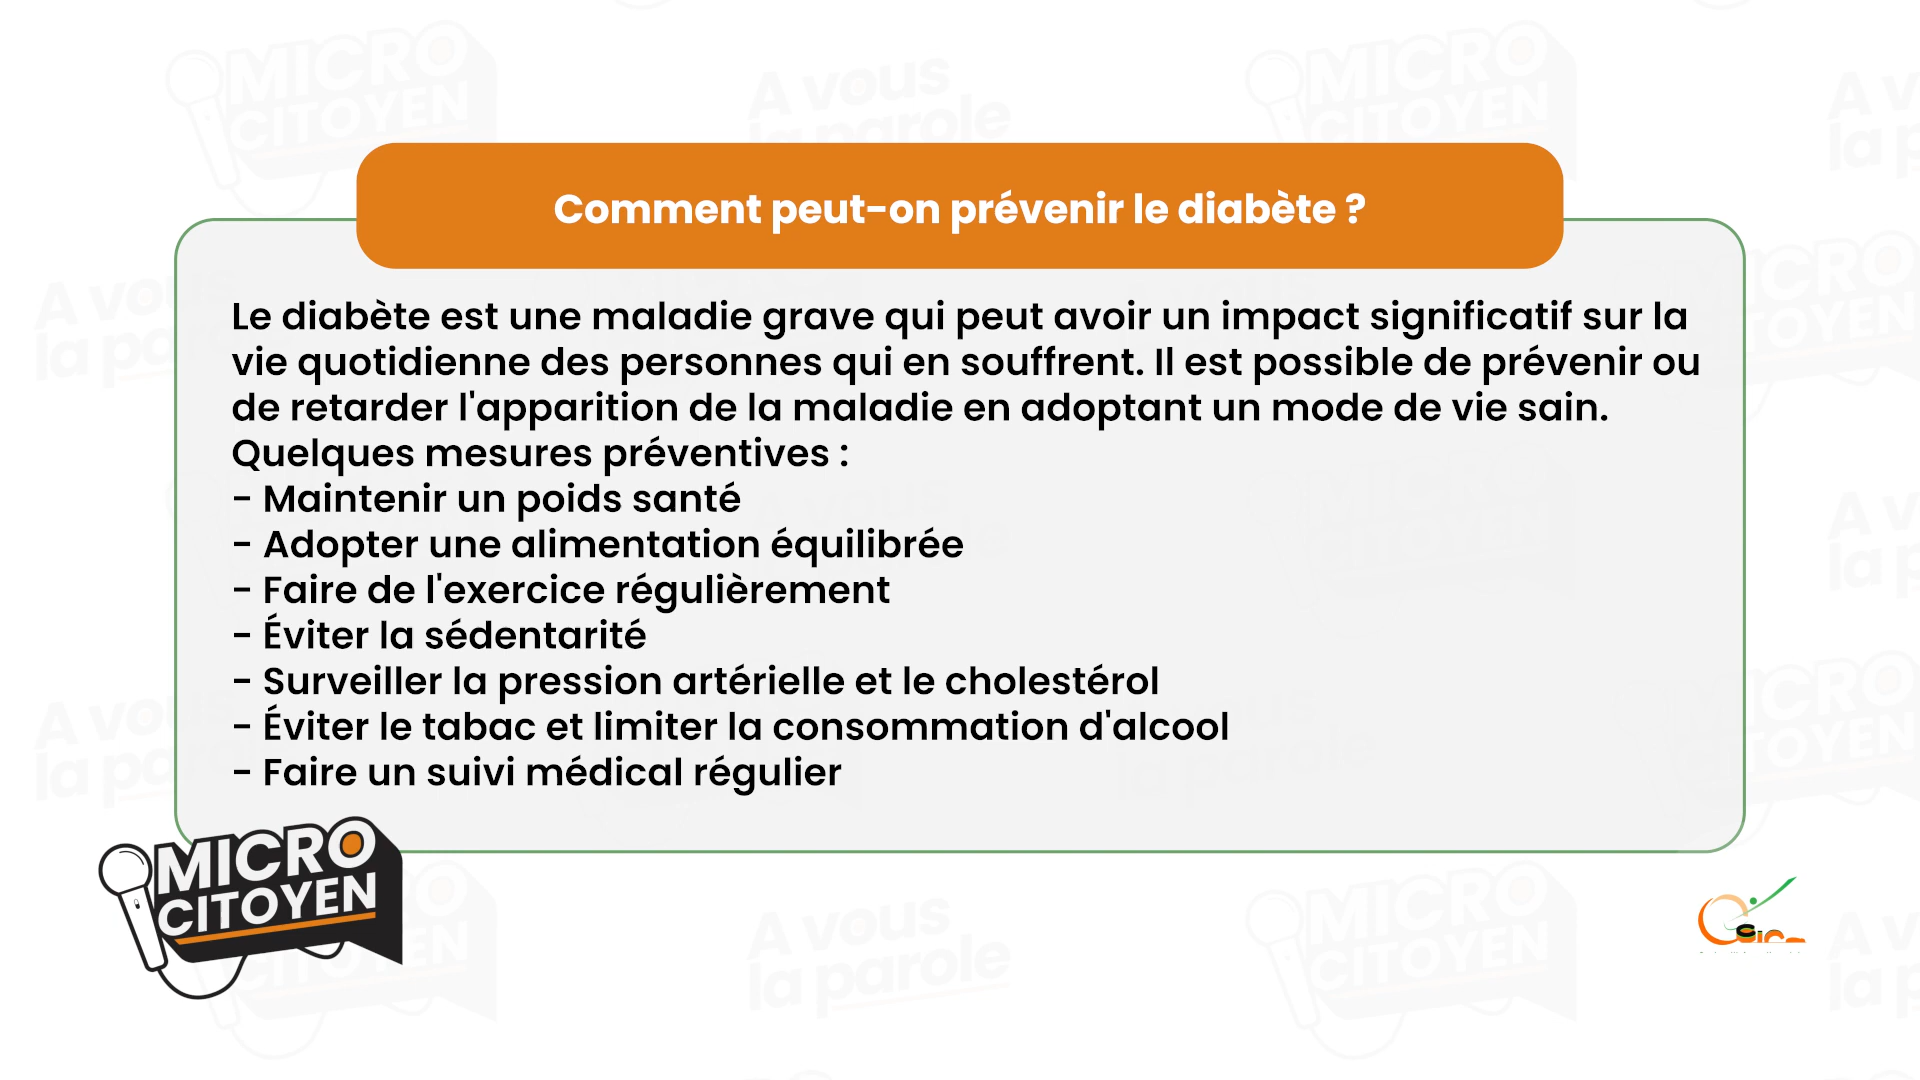 Comment peut-on prévenir le diabète ?
Le diabète est une maladie grave qui peut avoir un impact significatif sur la
vie quotidienne des personnes qui en souffrent. Il est possible de prévenir ou
de retarder l'apparition de la maladie en adoptant un mode de vie sain.
Quelques mesures préventives :
- Maintenir un poids santé
- Adopter une alimentation équilibrée
- Faire de l'exercice régulièrement
- Éviter la sédentarité
- Surveiller la pression artérielle et le cholestérol
- Éviter le tabac et limiter la consommation d'alcool
- Faire un suivi médical régulier
MICRO
CITOYEN